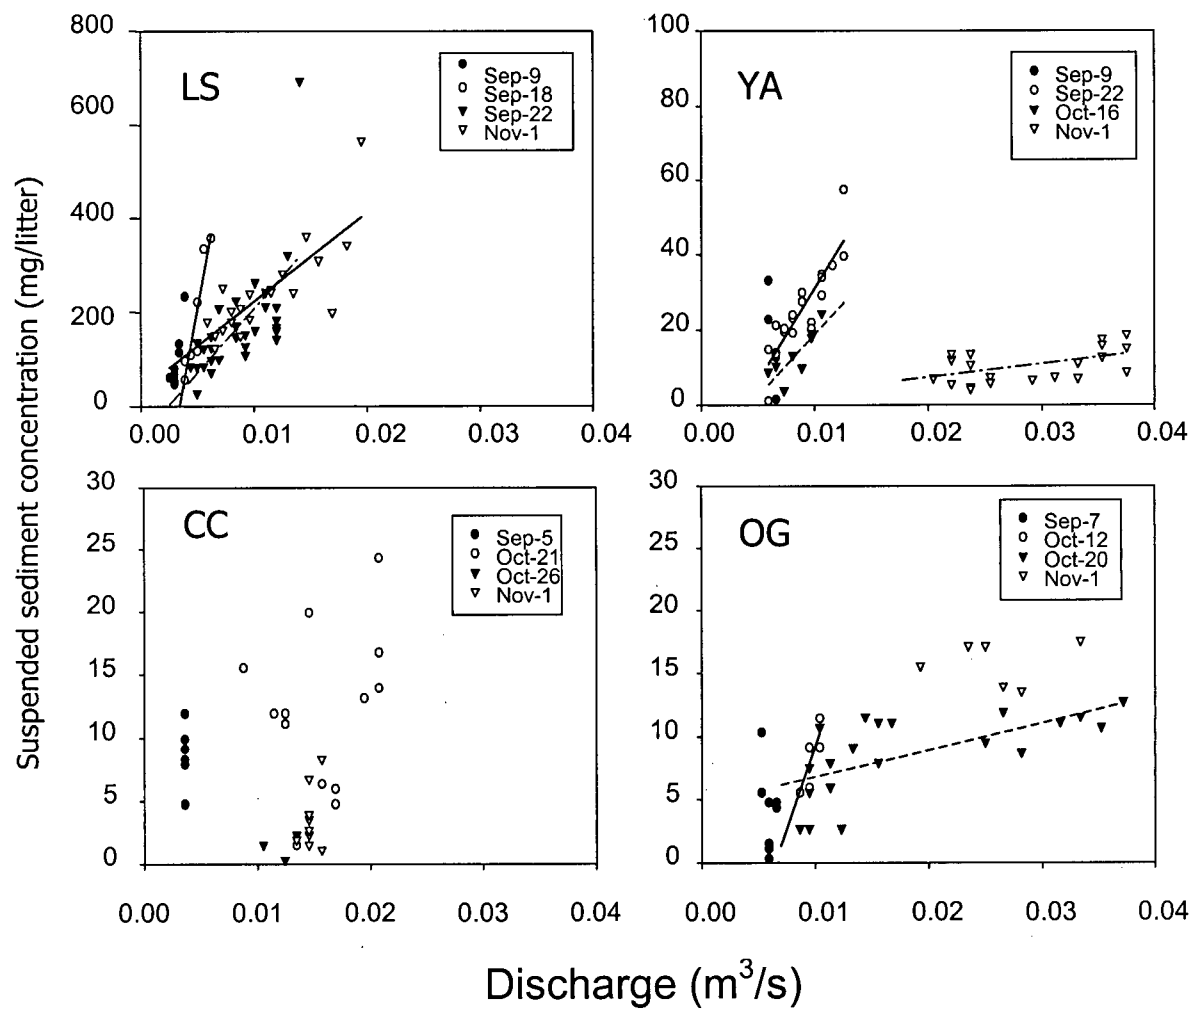 Suspended sediment concentration (mg/litter)
800
600
400
200
0
LS
Sep-9
Sep-18
Sep-22
Nov-1
0.00 0.01 0.02 0.03 0.04
100
80
60
40
20
0
YA
Sep-9
Sep-22
Oct-16
Nov-1
0.00 0.01 0.02 0.03 0.04
30
25
20
15
10
5
0
CC
Sep-5
Oct-21
Oct-26
Nov-1
0.00 0.01 0.02 0.03 0.04
30
25
20
15
10
5
0
OG
Sep-7
Oct-12
Oct-20
Nov-1
0.00 0.01 0.02 0.03 0.04
Discharge (m³/s)